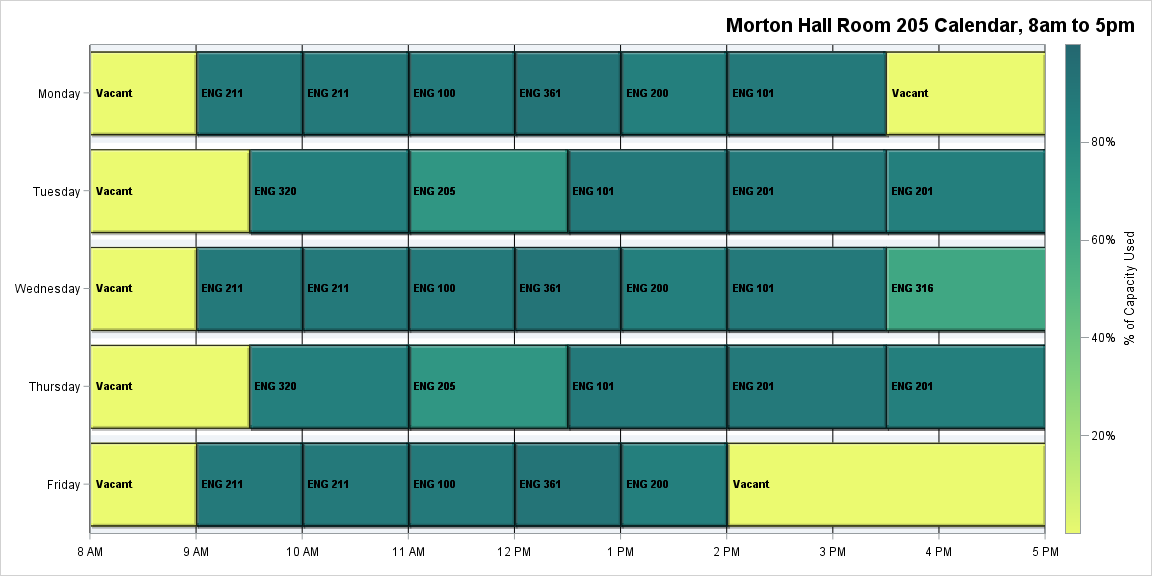 Morton Hall Room 205 Calendar, 8am to 5pm
Monday Vacant ENG 211 ENG 211 ENG 100 ENG 361 ENG 200 ENG 101 Vacant
Tuesday Vacant ENG 320 ENG 205 ENG 101 ENG 201 ENG 201
Wednesday Vacant ENG 211 ENG 211 ENG 100 ENG 361 ENG 200 ENG 101 ENG 316
Thursday Vacant ENG 320 ENG 205 ENG 101 ENG 201 ENG 201
Friday Vacant ENG 211 ENG 211 ENG 100 ENG 361 ENG 200 Vacant
8 AM 9 AM 10 AM 11 AM 12 PM 1 PM 2 PM 3 PM 4 PM 5 PM
80%
60%
40%
20%
% of Capacity Used